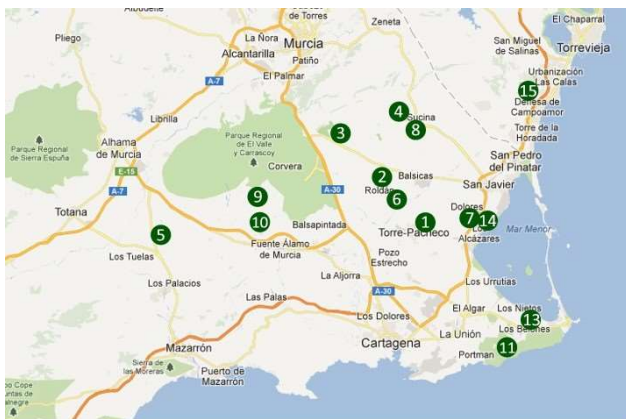 Albudeite
de Torres
Zeneta
El Chaparral
Pliego
La Ñora
Murcia
San Miguel
de Salinas
Torrevieja
Alcantarilla
Patiño
A-7
El Palmar
Urbanización
Las Calas
15
Dehesa de
Campoamor
Librilla
4
Sucina
8
3
Torre de la
Horadada
Parque Regional
de Sierra Espuña
Alhama
de Murcia
Parque Regional
de El Valle
y Carrascoy
Corvera
San Pedro
del Pinatar
E-15
2
Balsicas
A-7
A-30
Roldán
San Javier
Totana
9
6
Dolores
5
10
Balsapintada
1
7
14
Torre-Pacheco
Los
Alcázares
Mar Menor
Fuente Álamo
de Murcia
Los Tuelas
Pozo
Estrecho
La Aljorra
Los Palacios
A-30
Los Urrutias
Las Palas
El Algar
Los Nietos
Los Dolores
13
Los Belones
La Unión
Cartagena
Mazarrón
11
Portman
Sierra de
las Moreras
Puerto de
Mazarrón
Cope